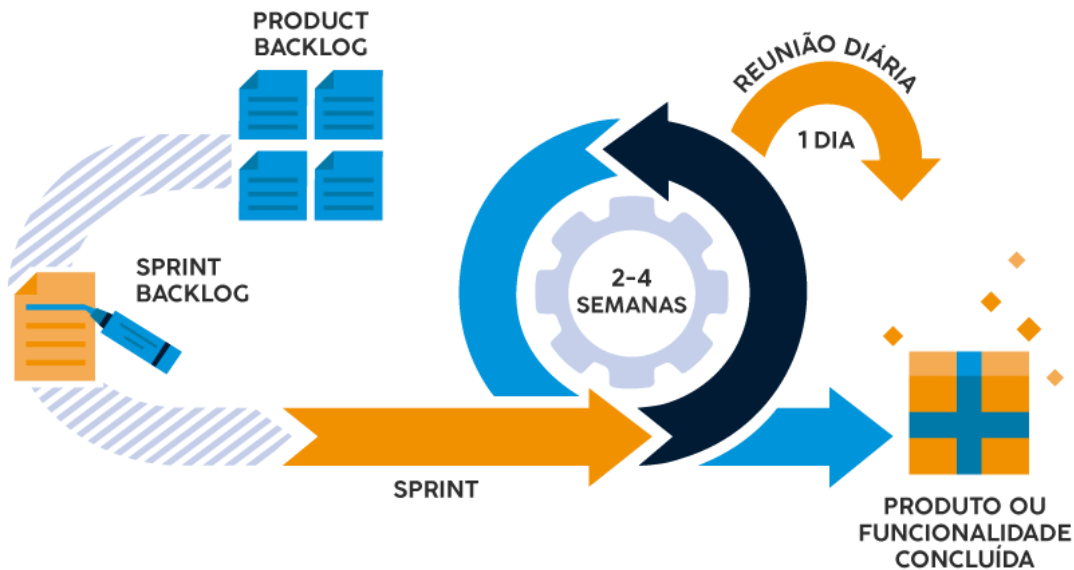 PRODUCT
BACKLOG
REUNIÃO DIÁRIA
1 DIA
SPRINT
BACKLOG
2-4
SEMANAS
SPRINT
PRODUTO OU
FUNCIONALIDADE
CONCLUÍDA